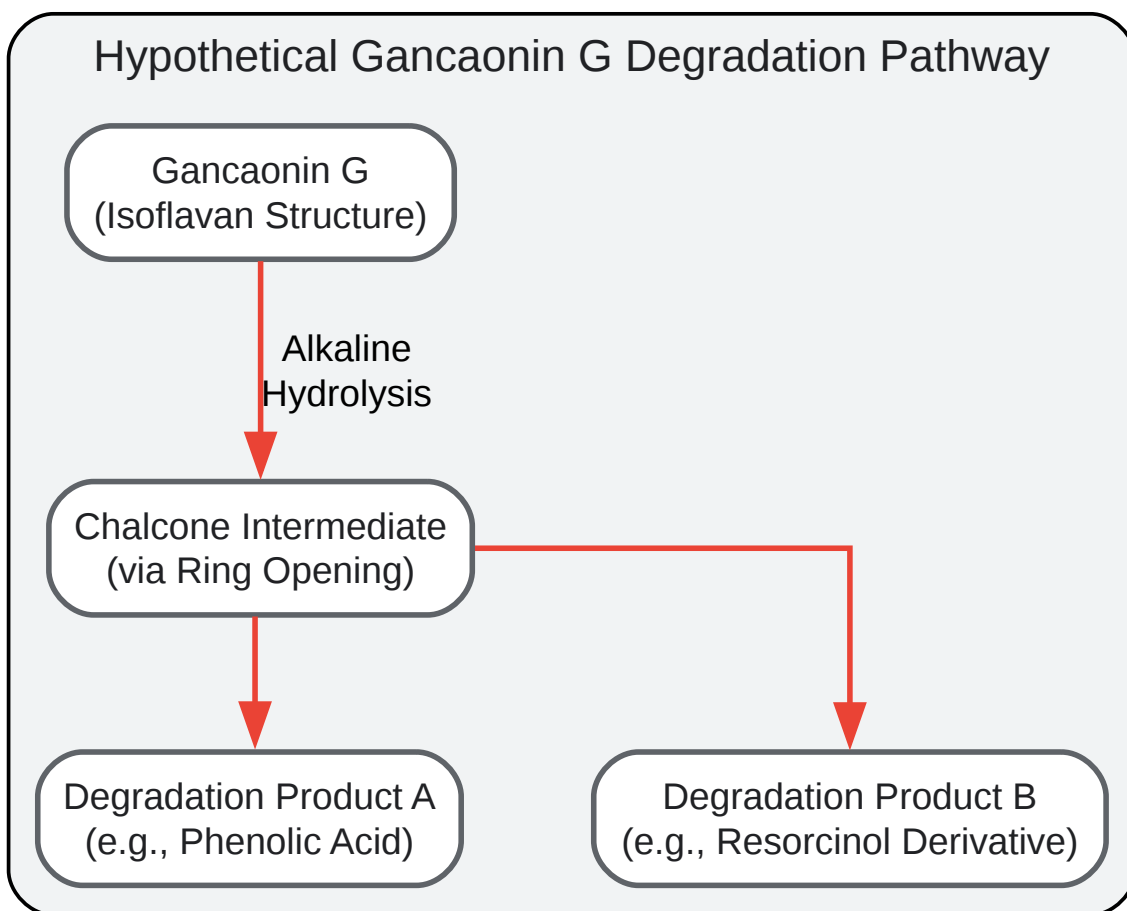 Hypothetical Gancaonin G Degradation Pathway
Gancaonin G
(Isoflavan Structure)
Alkaline
Hydrolysis
Chalcone Intermediate
(via Ring Opening)
Degradation Product A
(e.g., Phenolic Acid)
Degradation Product B
(e.g., Resorcinol Derivative)